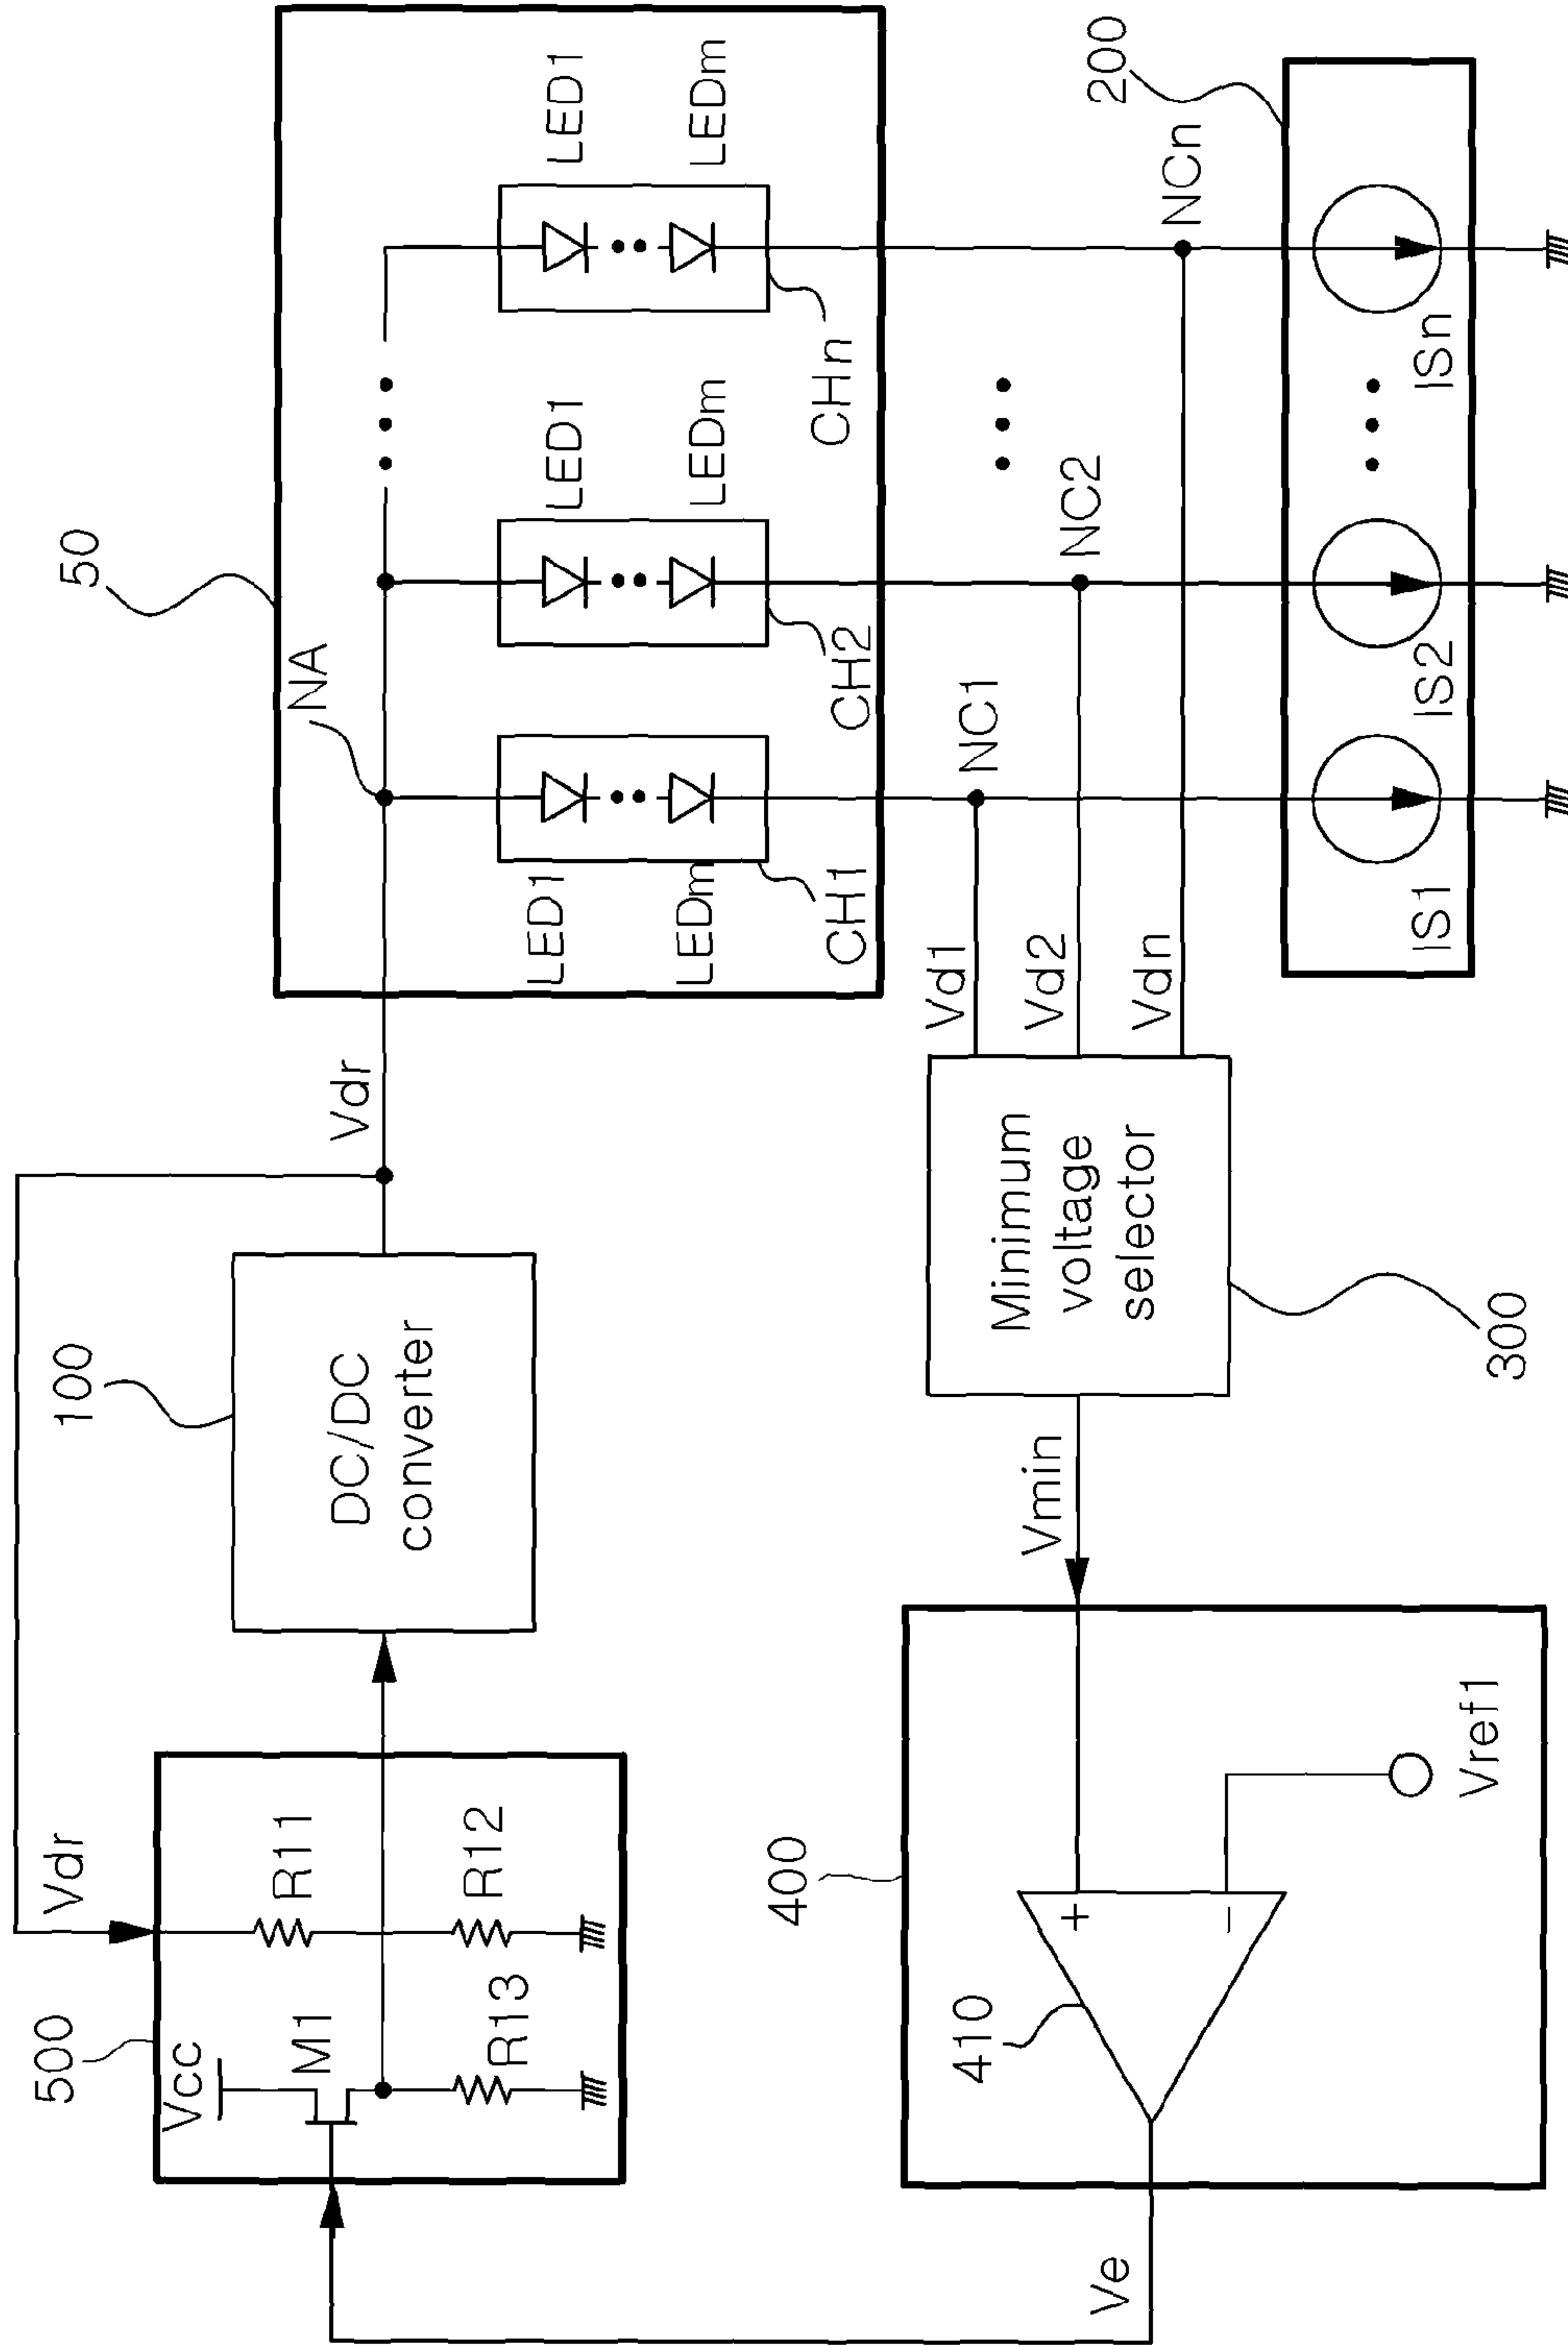 50
NA
LED1
LEDm
CH1
LED1
LEDm
CH2
LED1
LEDm
CHn
Vdr
100
DC/DC
converter
Vdr
500
Vcc
M1
R11
R12
R13
NC1
NC2
NCn
Vd1
Vd2
Vdn
200
IS1
IS2
ISn
Minimum
voltage
selector
300
Vmin
400
410
+
−
Vref1
Ve